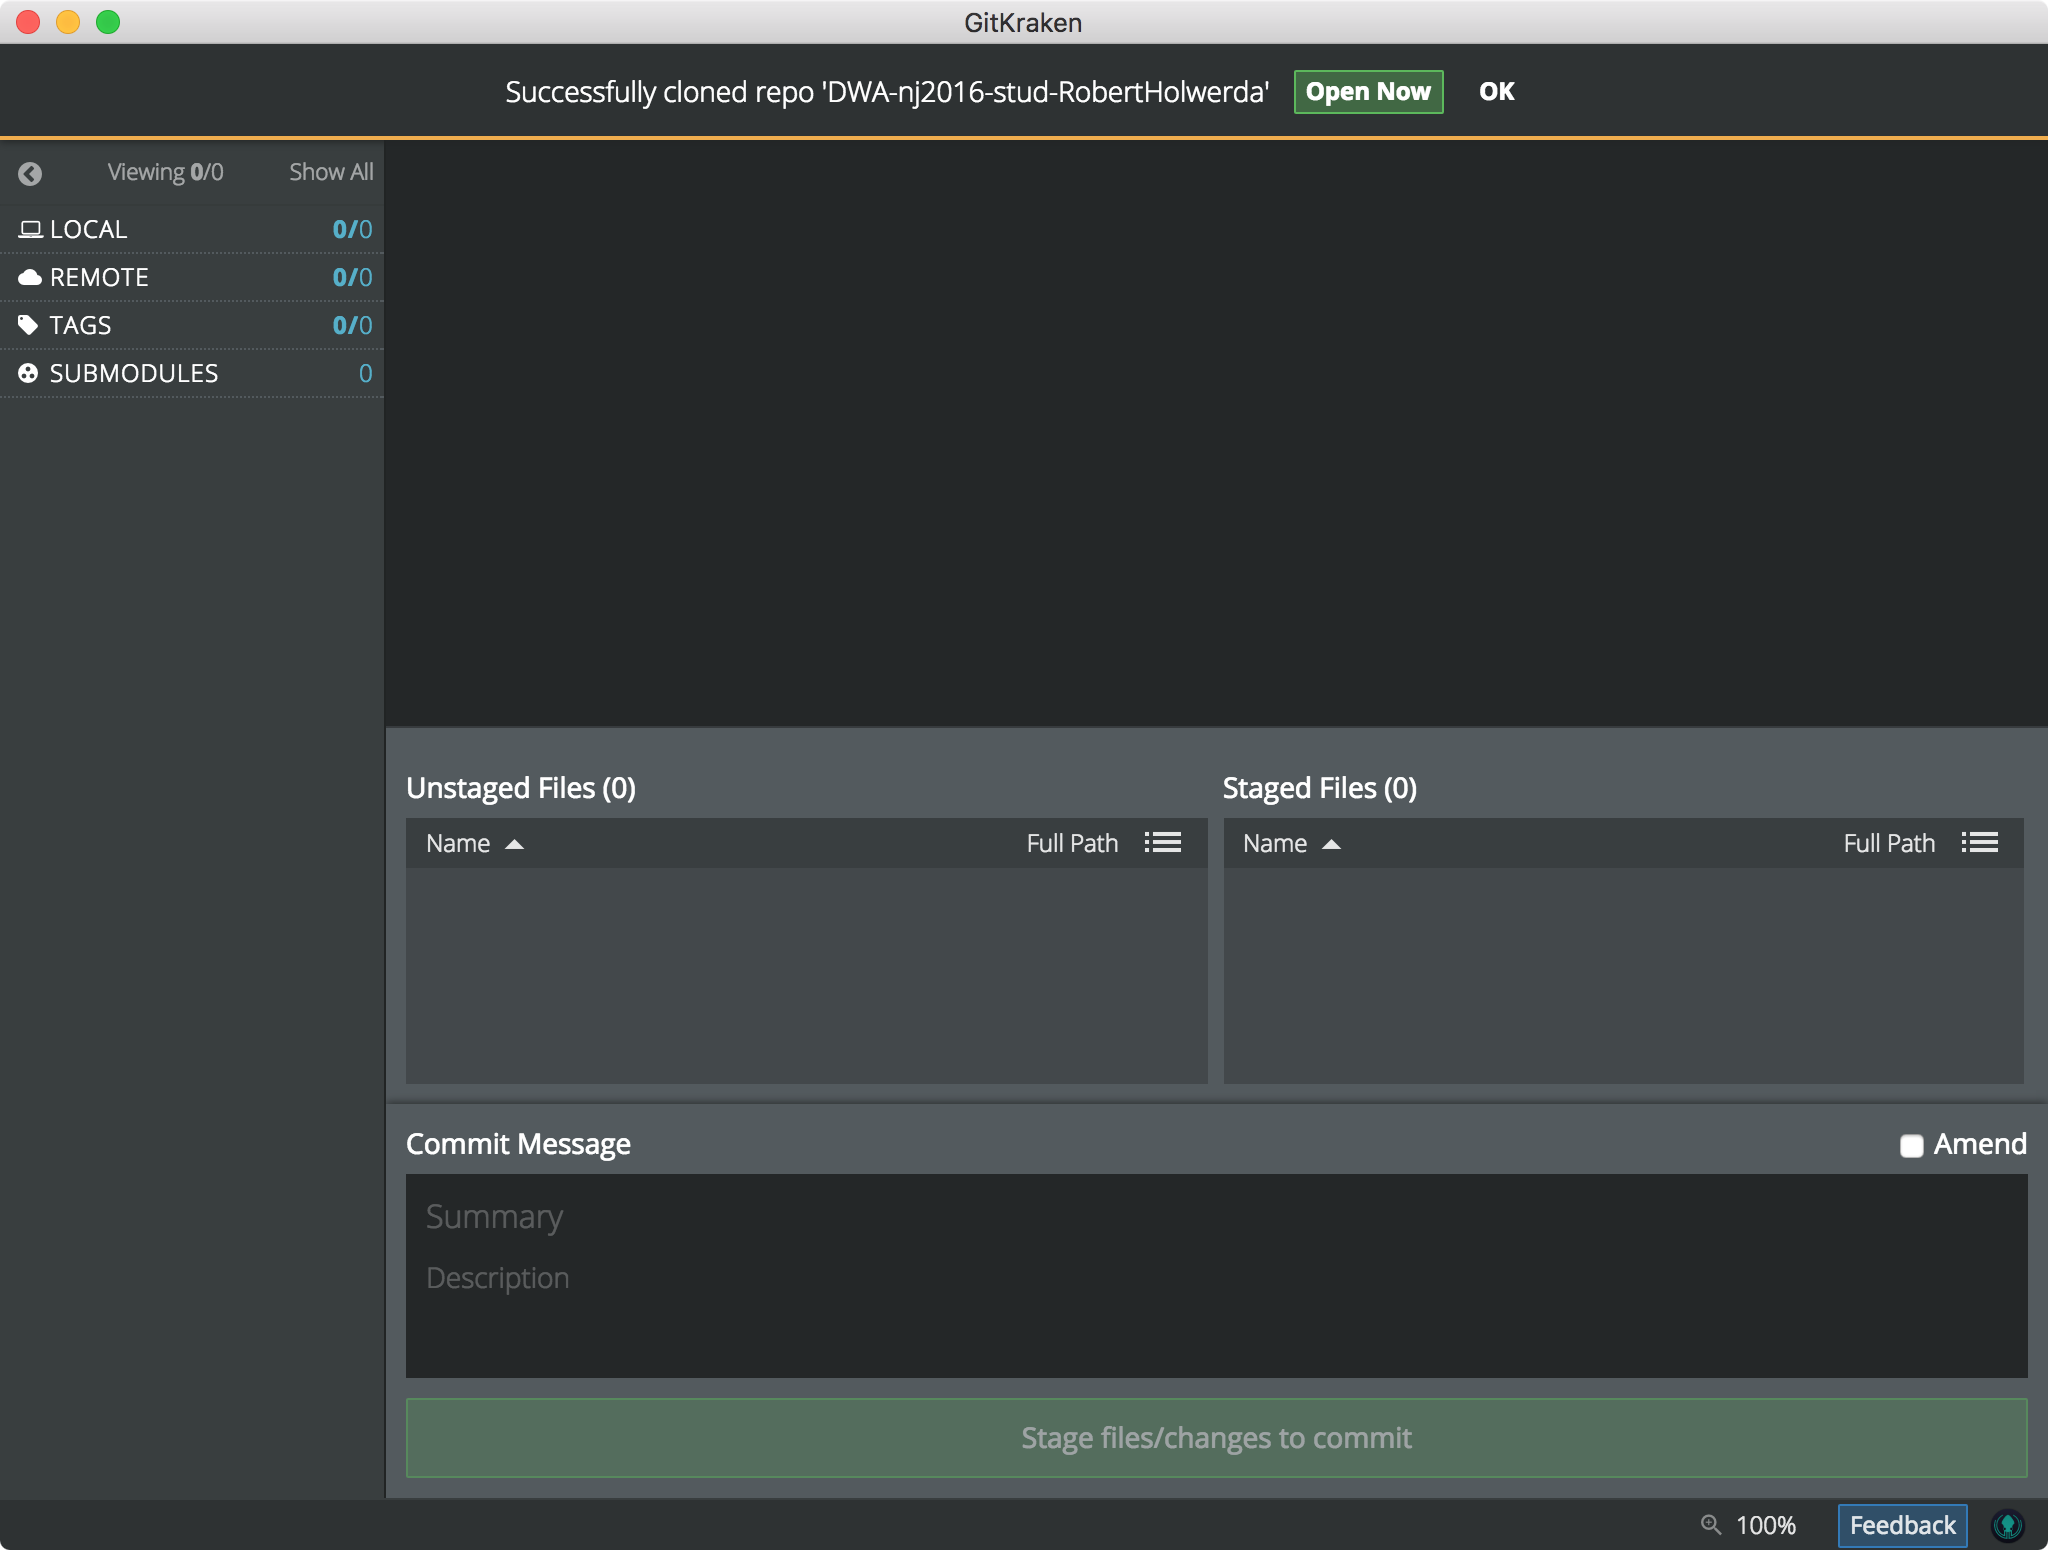 GitKraken
Successfully cloned repo 'DWA-nj2016-stud-RobertHolwerda' Open Now OK
Viewing 0/0 Show All
LOCAL 0/0
REMOTE 0/0
TAGS 0/0
SUBMODULES 0
Unstaged Files (0) Staged Files (0)
Name Full Path Name Full Path
Commit Message Amend
Summary
Description
Stage files/changes to commit
100% Feedback